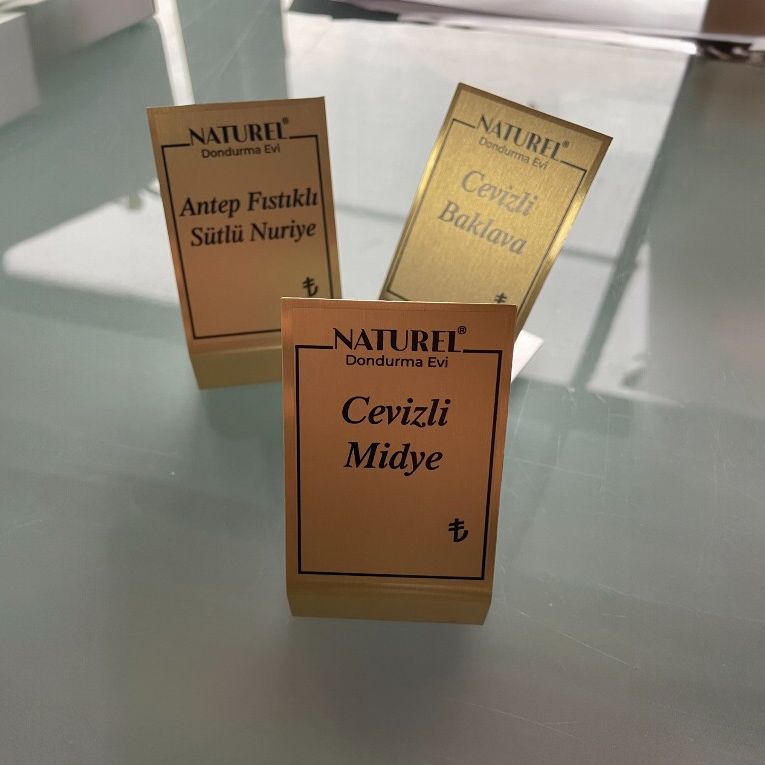 NATUREL®
Dondurma Evi
Antep Fıstıklı
Sütlü Nuriye
₺
NATUREL®
Dondurma Evi
Cevizli
Baklava
₺
NATUREL®
Dondurma Evi
Cevizli
Midye
₺